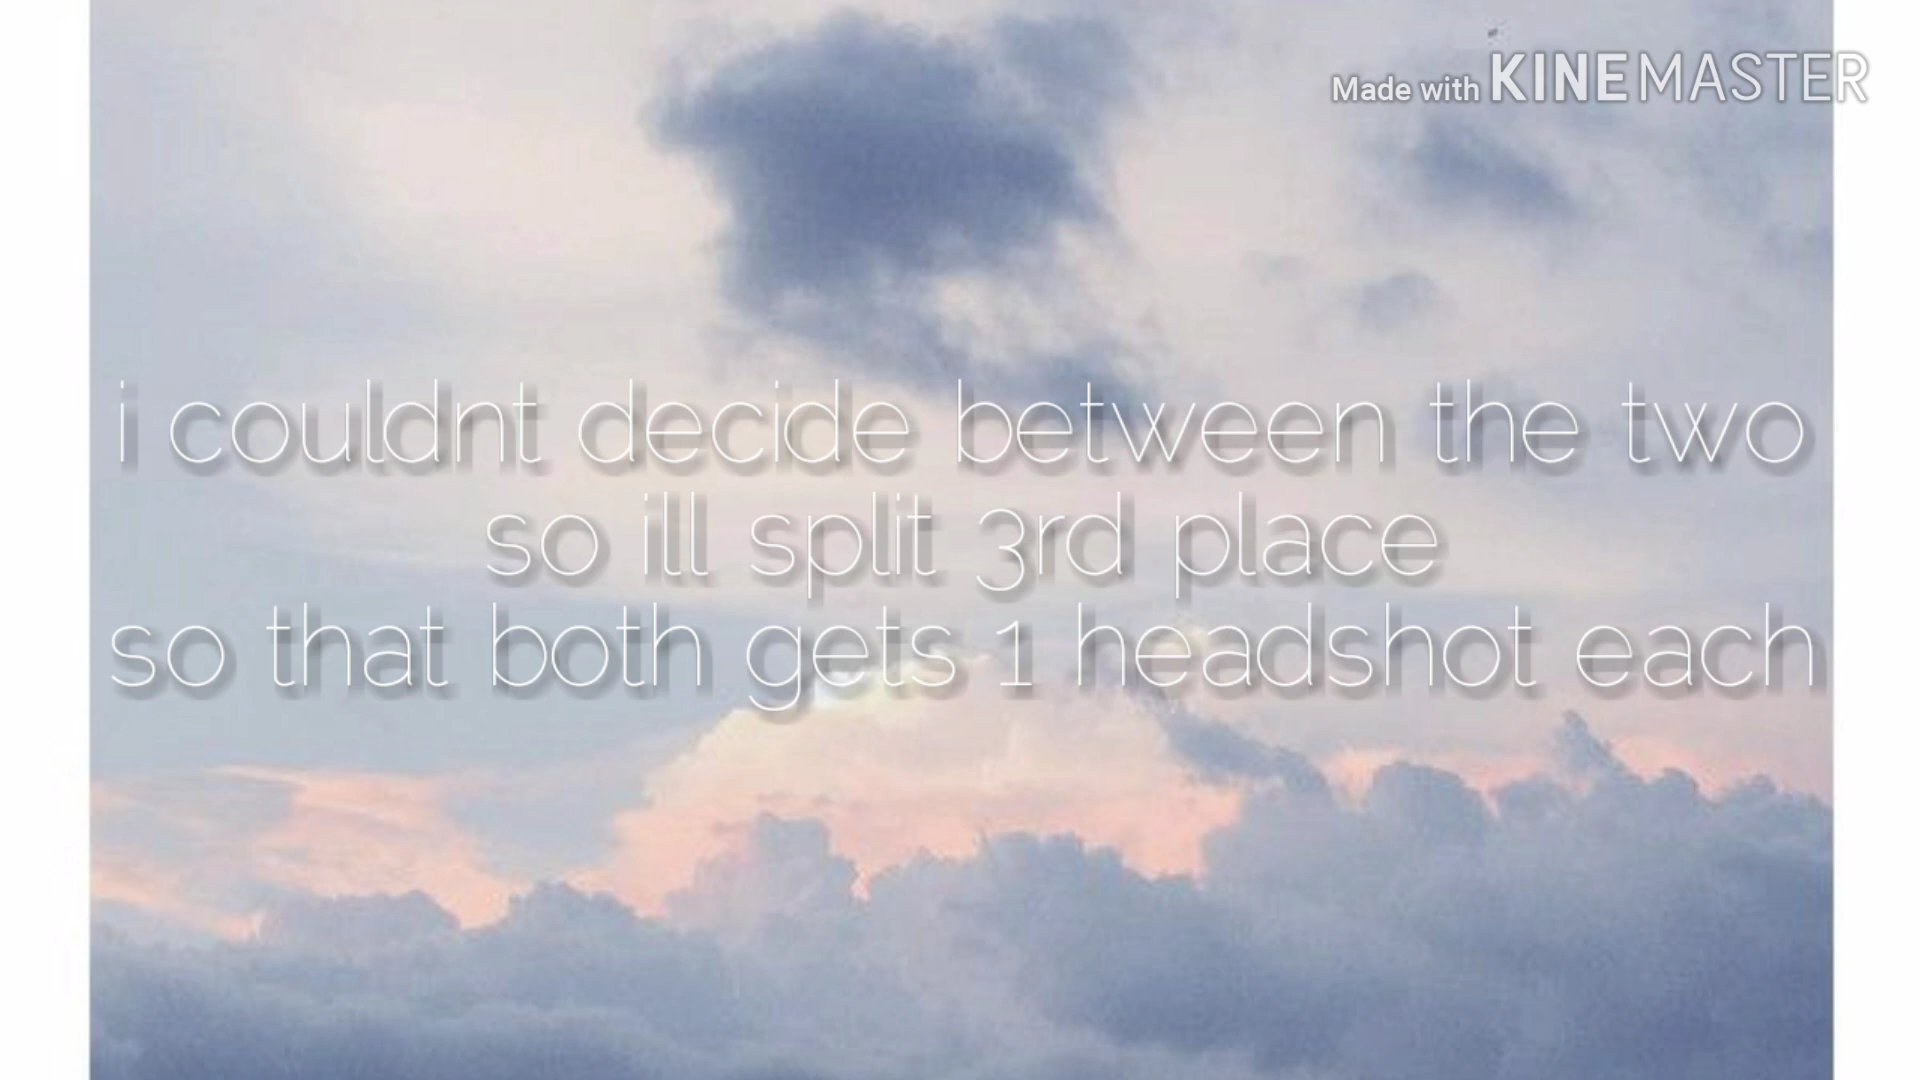 Made with KINEMASTER
i couldnt decide between the two
so ill split 3rd place
so that both gets 1 headshot each